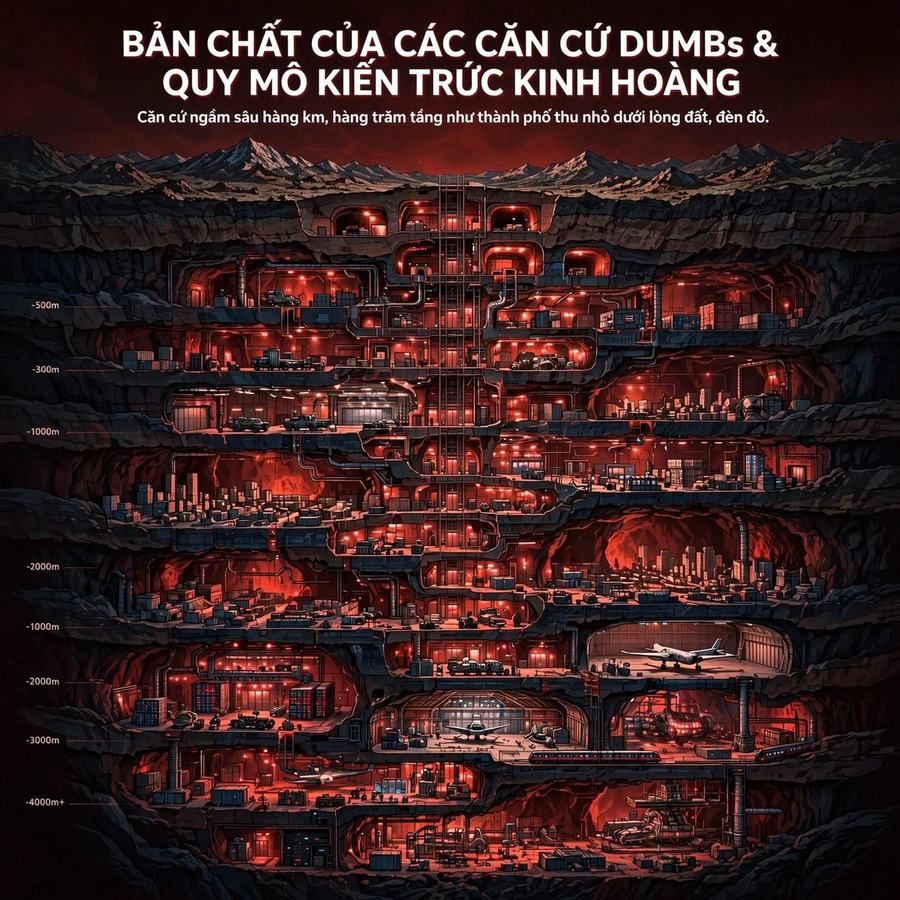 BẢN CHẤT CỦA CÁC CĂN CỨ DUMBs &
QUY MÔ KIẾN TRỨC KINH HOÀNG
Căn cứ ngầm sâu hàng km, hàng trăm tầng như thành phố thu nhỏ dưới lòng đất, đèn đỏ.
-500m
-300m
-1000m
-2000m
-1000m
-2000m
-3000m
-4000m+